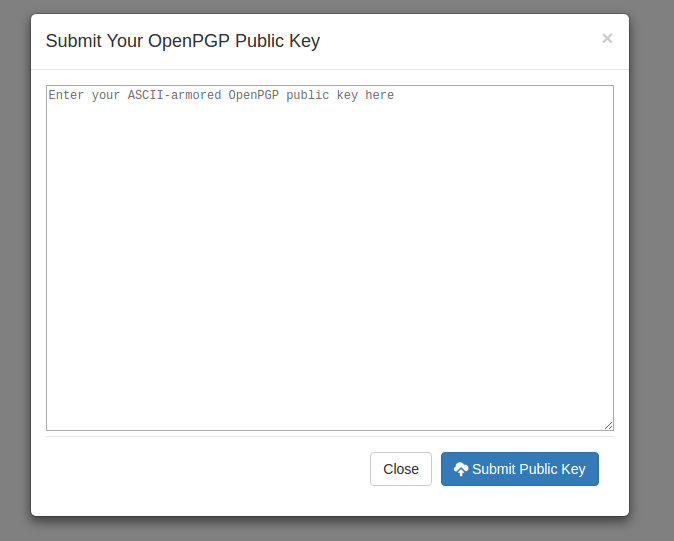 Submit Your OpenPGP Public Key
×
Enter your ASCII-armored OpenPGP public key here
Close
Submit Public Key